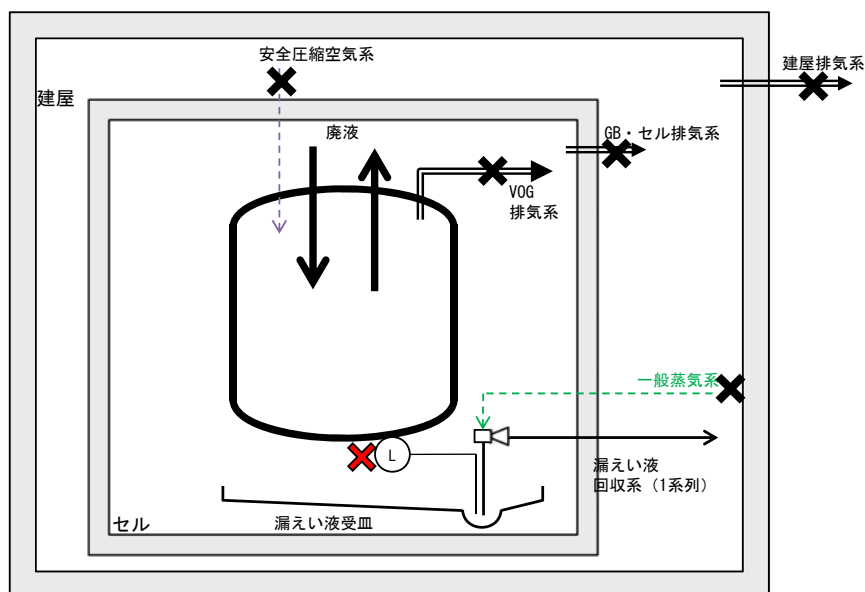 安全圧縮空気系
建屋排気系
建屋
GB・セル排気系
廃液
VOG
排気系
一般蒸気系
L
漏えい液
回収系（1系列）
漏えい液受皿
セル